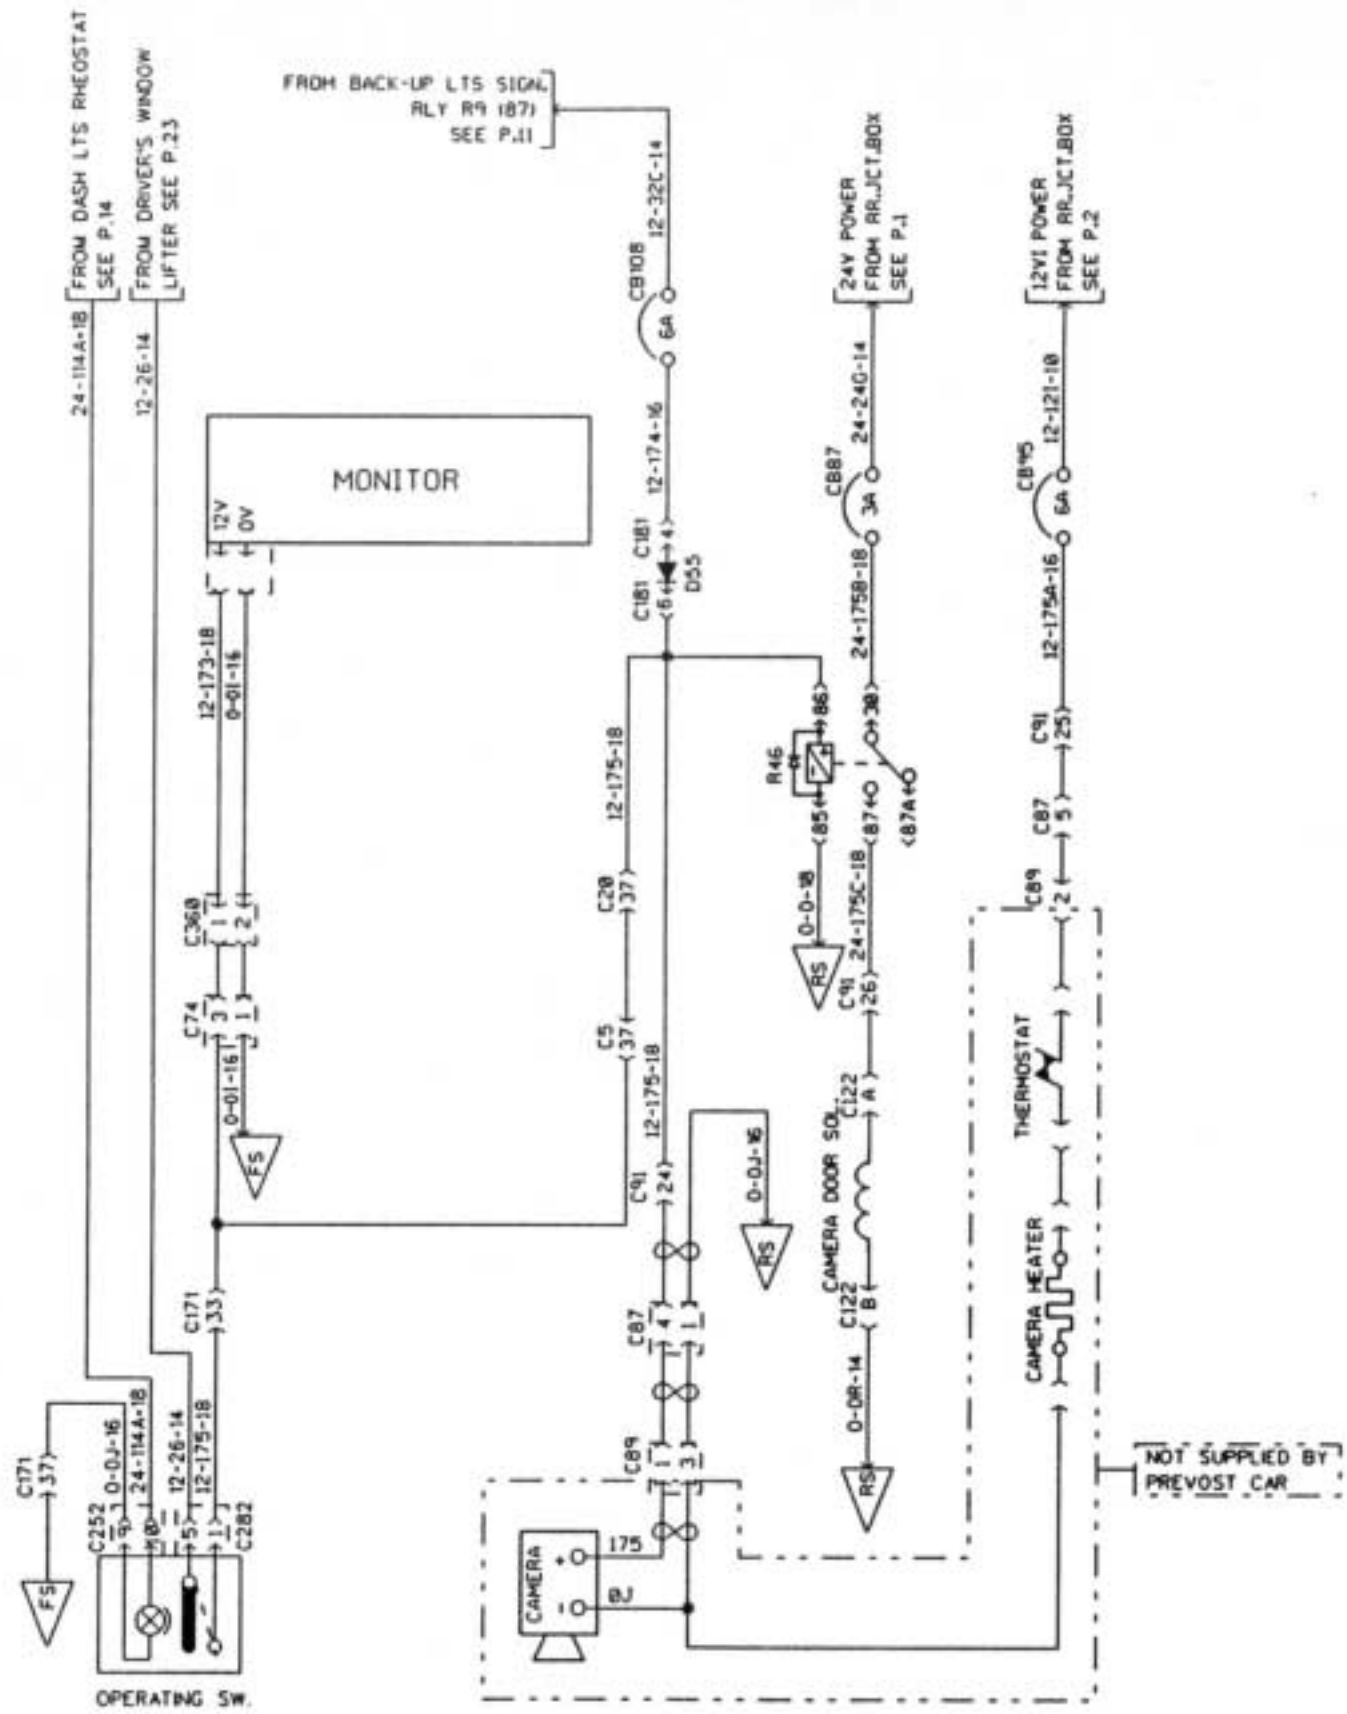 FROM DASH LTS RHEOSTAT
SEE P.14
FROM DRIVER'S WINDOW
LIFTER SEE P.23
24-114A-18
12-26-14
FROM BACK-UP LTS SIGN.
RLY R9 (87)
SEE P.11
12-32C-14
CB108
6A
12-174-16
C181
4
D55
C181
6
24V POWER
FROM RR.JCT.BOX
SEE P.1
24-24G-14
CB87
3A
24-175B-18
12VI POWER
FROM RR.JCT.BOX
SEE P.2
12-121-10
CB95
6A
12-175A-16
MONITOR
12V
0V
12-173-18
0-01-16
C360
1
2
C74
3
1
0-01-16
FS
12-175-18
C20
37
C5
37
12-175-18
R46
86
85
30
87
87A
0-0-18
RS
24-175C-18
C91
26
C122
A
CAMERA DOOR SOL.
C122
B
0-0R-14
RS
C91
25
C87
5
C89
2
THERMOSTAT
CAMERA HEATER
C91
24
0-0J-16
RS
C87
4
1
C89
1
3
C171
33
C171
37
FS
0-0J-16
24-114A-18
12-26-14
12-175-18
C252
9
10
5
1
C282
OPERATING SW.
CAMERA
+
-
175
0J
NOT SUPPLIED BY
PREVOST CAR